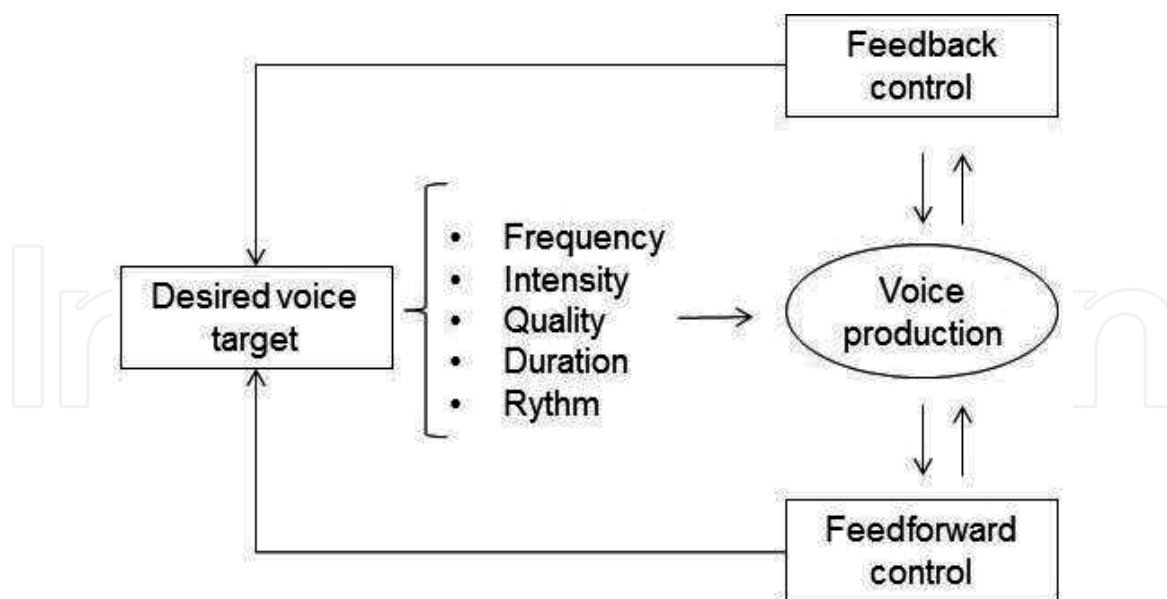 Feedback
control
Desired voice
target
• Frequency
• Intensity
• Quality
• Duration
• Rythm
Voice
production
Feedforward
control